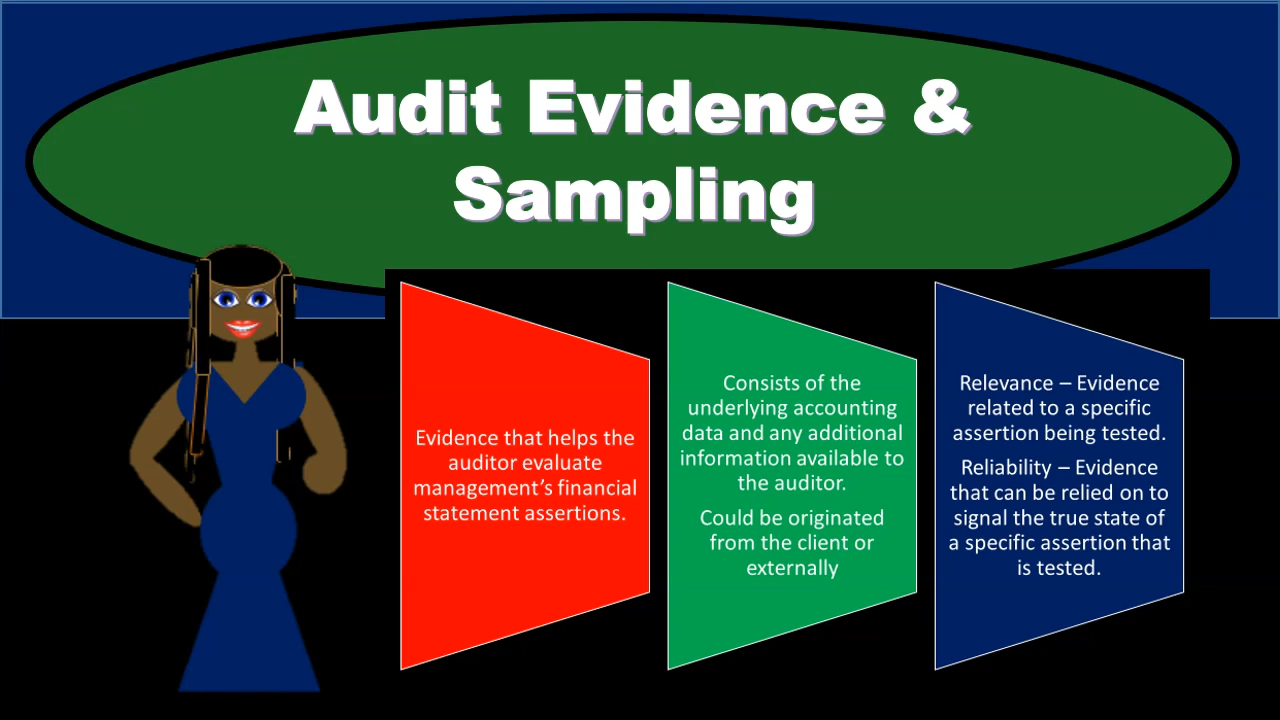 Audit Evidence &
Sampling
Evidence that helps the
auditor evaluate
management’s financial
statement assertions.
Consists of the
underlying accounting
data and any additional
information available to
the auditor.
Could be originated
from the client or
externally
Relevance – Evidence
related to a specific
assertion being tested.
Reliability – Evidence
that can be relied on to
signal the true state of
a specific assertion that
is tested.